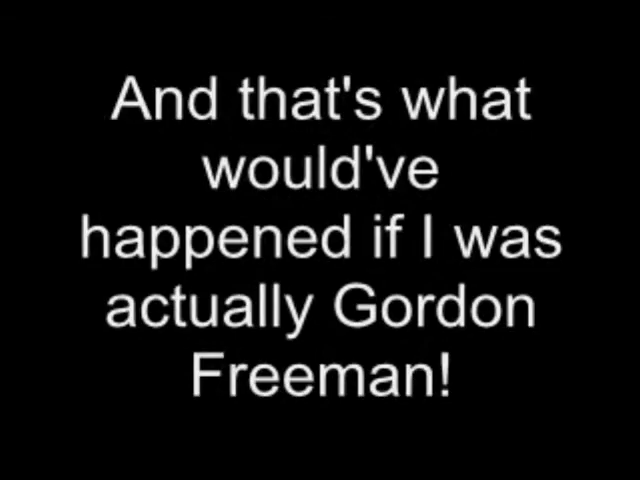 And that's what
would've
happened if I was
actually Gordon
Freeman!